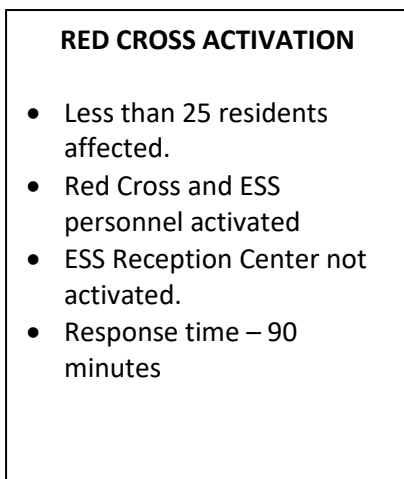 RED CROSS ACTIVATION
• Less than 25 residents
affected.
• Red Cross and ESS
personnel activated
• ESS Reception Center not
activated.
• Response time – 90
minutes